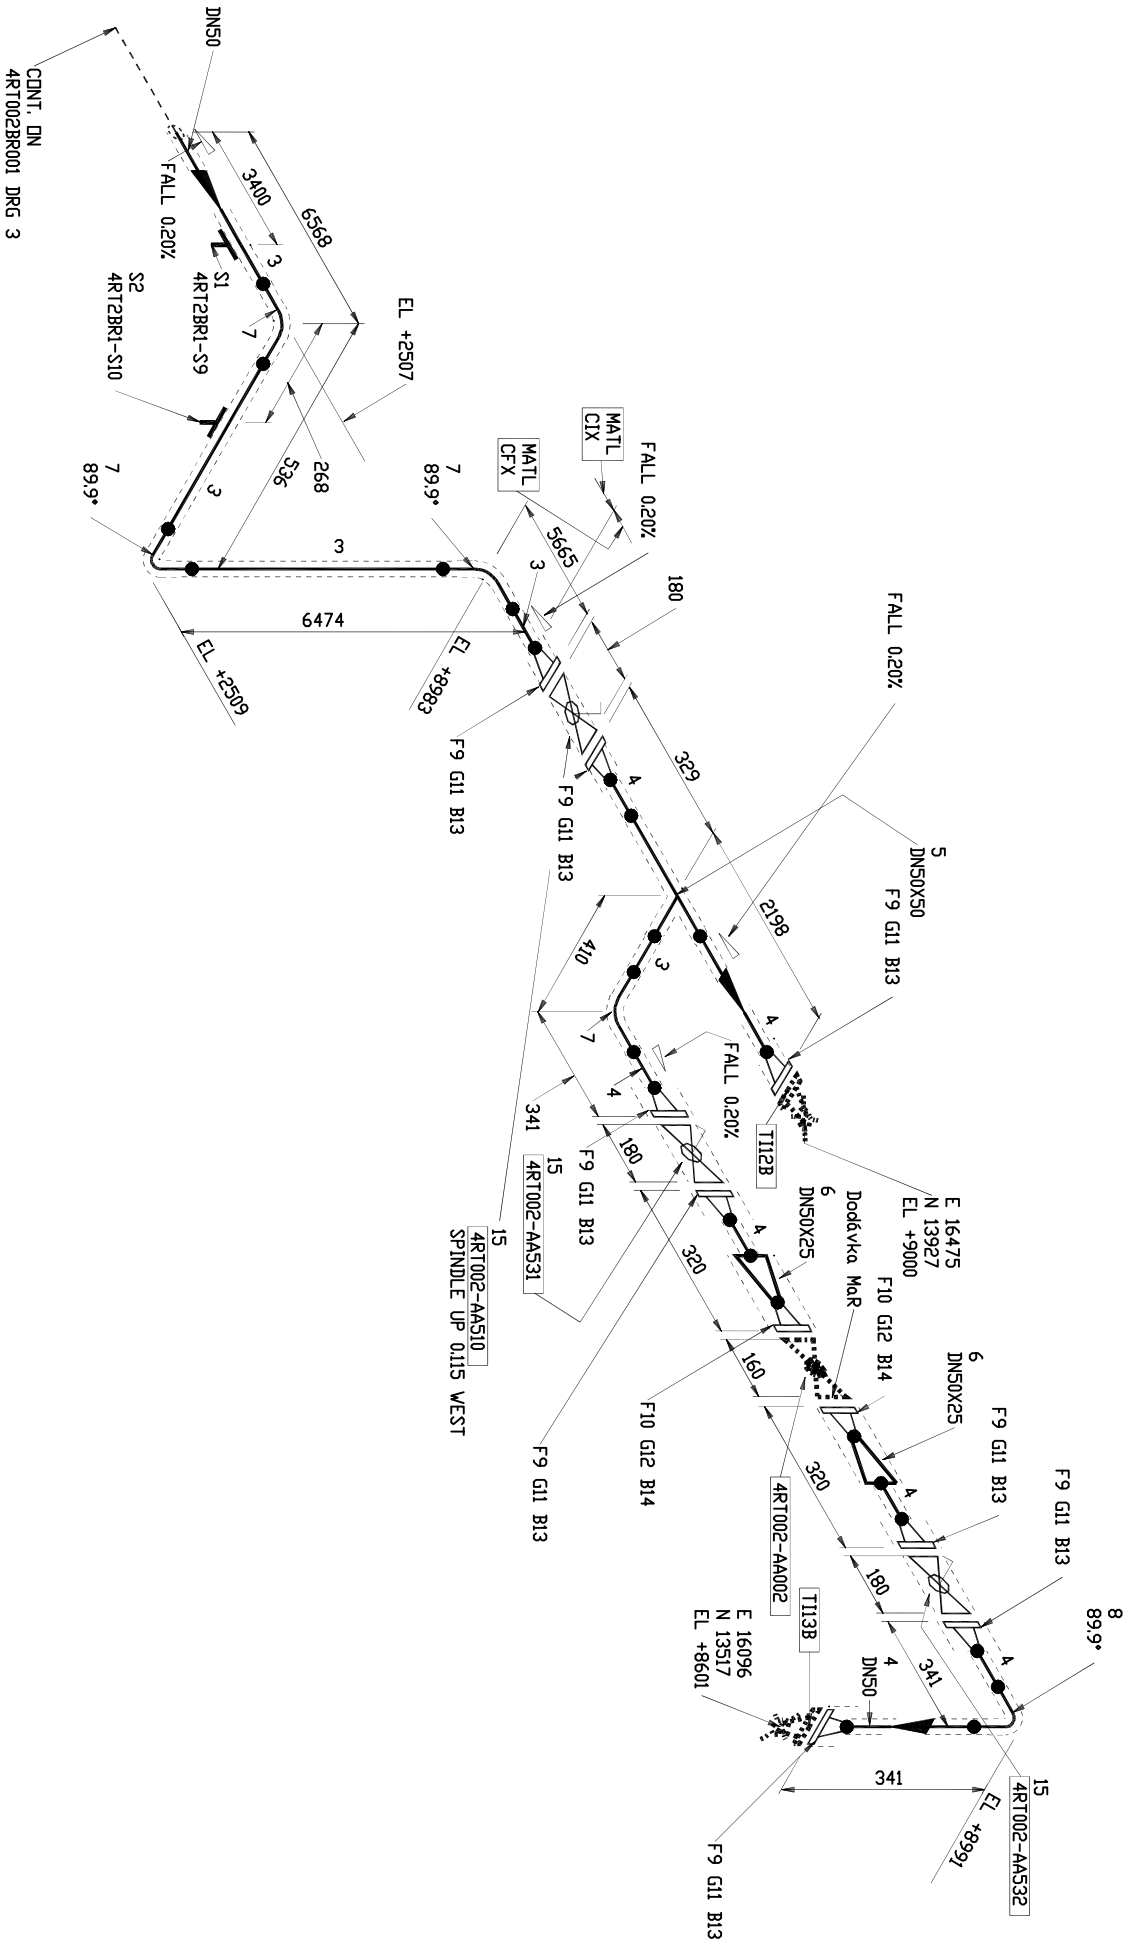 CONT. ON
4RT002BR001 DRG 3
DN50
FALL 0.20%
3400
6568
S1
4RT2BR1-S9
3
7
S2
4RT2BR1-S10
EL +2507
268
536
3
7
89.9°
3
7
89.9°
6474
EL +2509
EL +8983
MATL
CIX
MATL
CFX
FALL 0.20%
5665
3
180
F9 G11 B13
F9 G11 B13
4
329
FALL 0.20%
5
DN50X50
F9 G11 B13
2198
4
TI12B
E 16475
N 13927
EL +9000
410
3
7
FALL 0.20%
4
341
F9 G11 B13
180
15
4RT002-AA531
15
4RT002-AA510
SPINDLE UP 0.115 WEST
F9 G11 B13
320
4
6
DN50X25
Dodávka MaR
F10 G12 B14
F10 G12 B14
160
4RT002-AA002
6
DN50X25
320
4
F9 G11 B13
180
F9 G11 B13
341
4
8
89.9°
15
4RT002-AA532
EL +8991
4
DN50
341
TI13B
E 16096
N 13517
EL +8601
F9 G11 B13